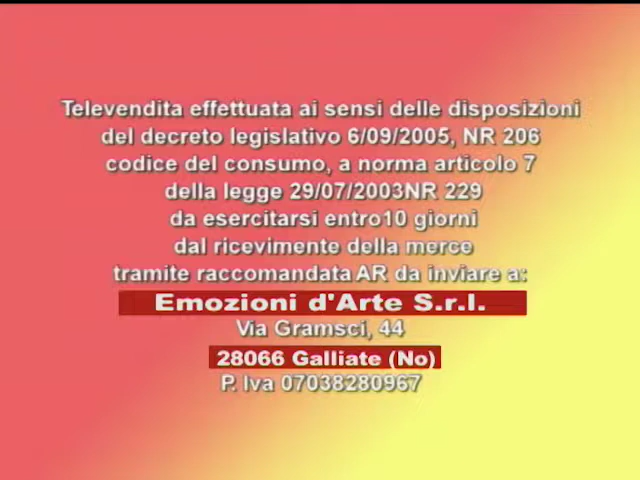 Televendita effettuata ai sensi delle disposizioni
del decreto legislativo 6/09/2005, NR 206
codice del consumo, a norma articolo 7
della legge 29/07/2003NR 229
da esercitarsi entro10 giorni
dal ricevimento della merce
tramite raccomandata AR da inviare a:
Emozioni d'Arte S.r.l.
Via Gramsci, 44
28066 Galliate (No)
P. Iva 07038280967